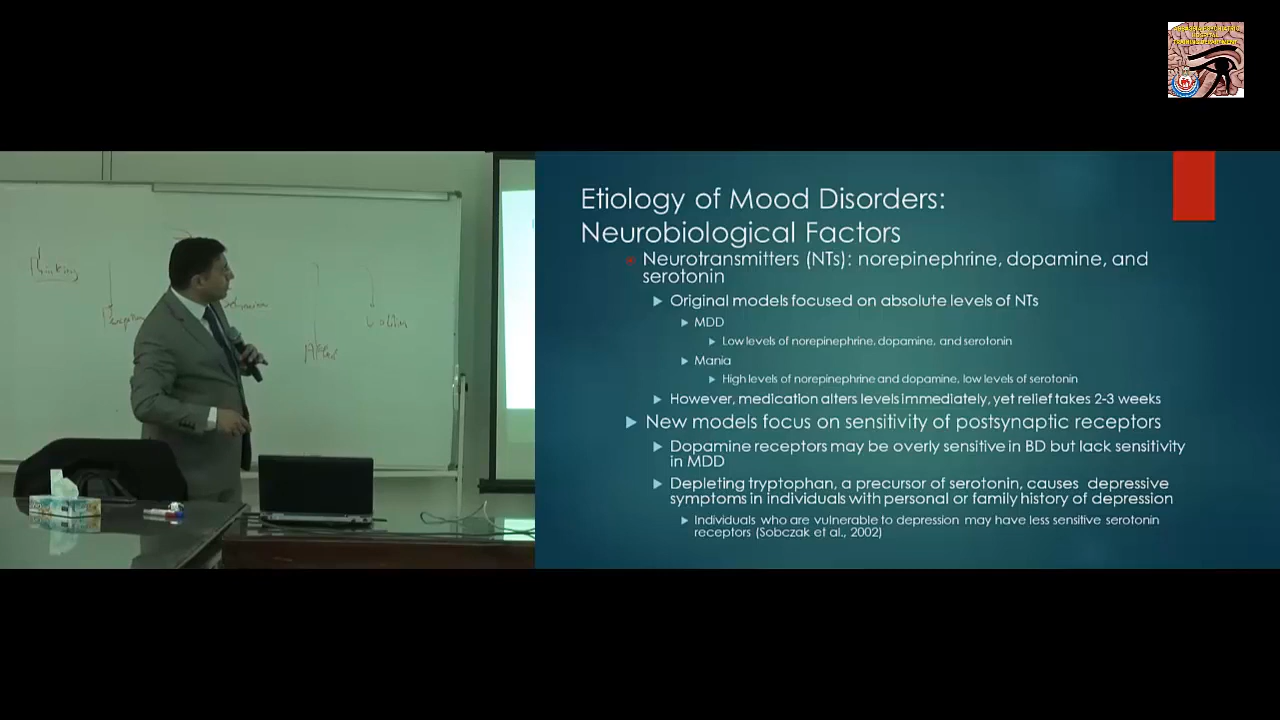 Thinking
Etiology of Mood Disorders:
Neurobiological Factors
Neurotransmitters (NTs): norepinephrine, dopamine, and
serotonin
Original models focused on absolute levels of NTs
MDD
Low levels of norepinephrine, dopamine, and serotonin
Mania
High levels of norepinephrine and dopamine, low levels of serotonin
However, medication alters levels immediately, yet relief takes 2-3 weeks
New models focus on sensitivity of postsynaptic receptors
Dopamine receptors may be overly sensitive in BD but lack sensitivity
in MDD
Depleting tryptophan, a precursor of serotonin, causes depressive
symptoms in individuals with personal or family history of depression
Individuals who are vulnerable to depression may have less sensitive serotonin
receptors (Sobczak et al., 2002)